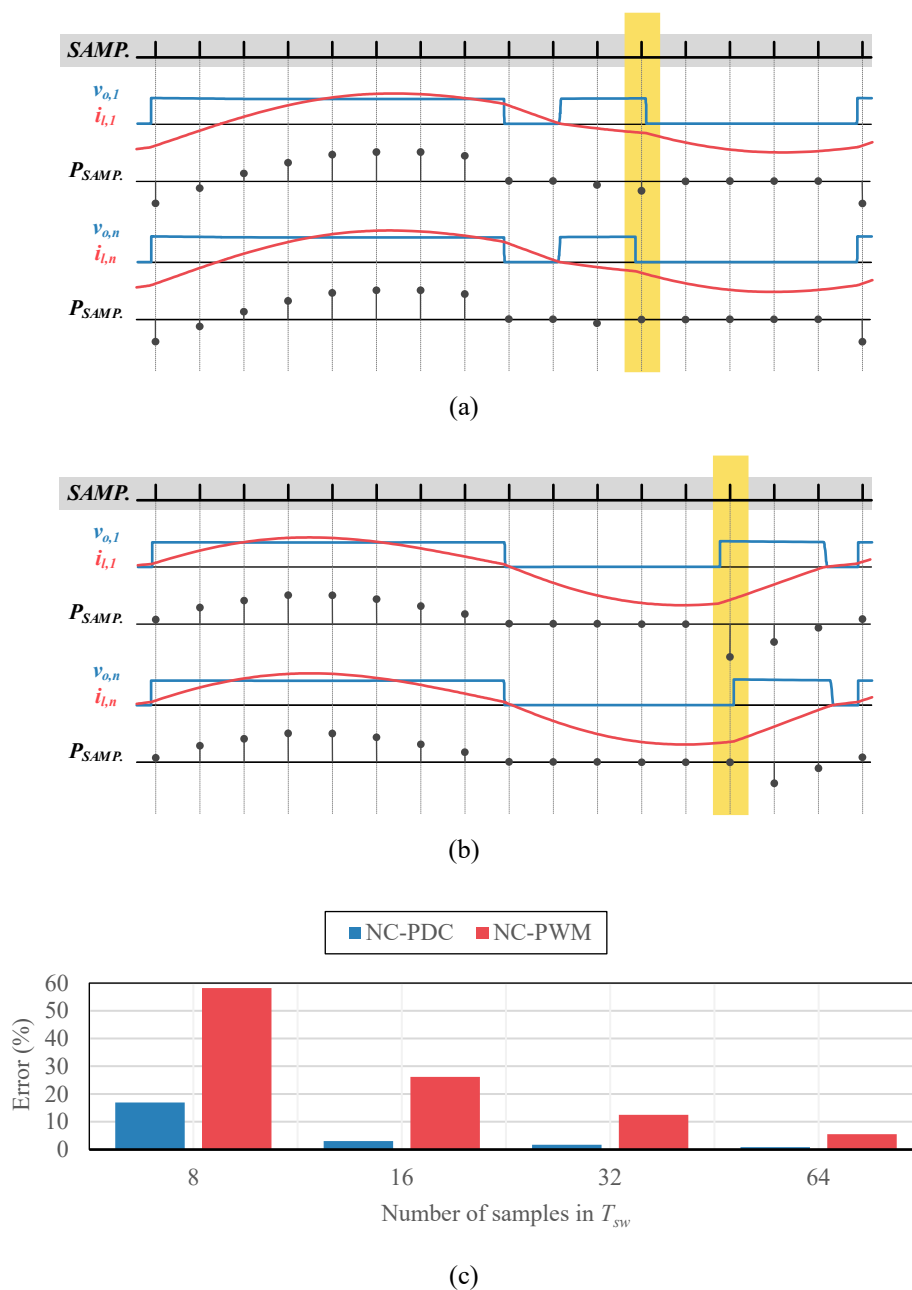 SAMP.
v_{o,1}
i_{l,1}
P_{SAMP.}
v_{o,n}
i_{l,n}
P_{SAMP.}
(a)
SAMP.
v_{o,1}
i_{l,1}
P_{SAMP.}
v_{o,n}
i_{l,n}
P_{SAMP.}
(b)
NC-PDC NC-PWM
60
50
40
30
20
10
0
Error (%)
8 16 32 64
Number of samples in T_{sw}
(c)